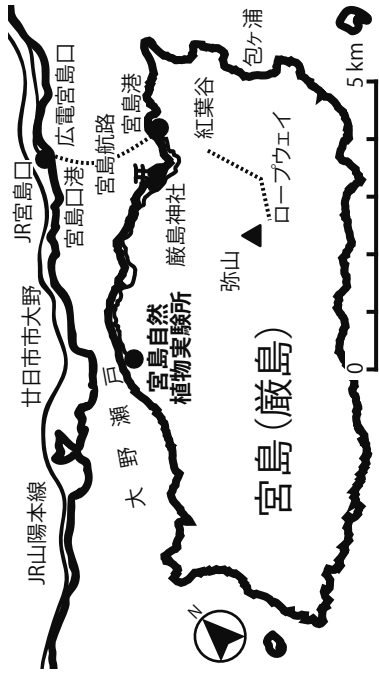 JR山陽本線
廿日市市大野
JR宮島口
広電宮島口
宮島口港
宮島航路
宮島港
包ヶ浦
大野瀬戸
宮島自然
植物実験所
厳島神社
紅葉谷
弥山
ロープウェイ
宮島（厳島）
N
0
5 km